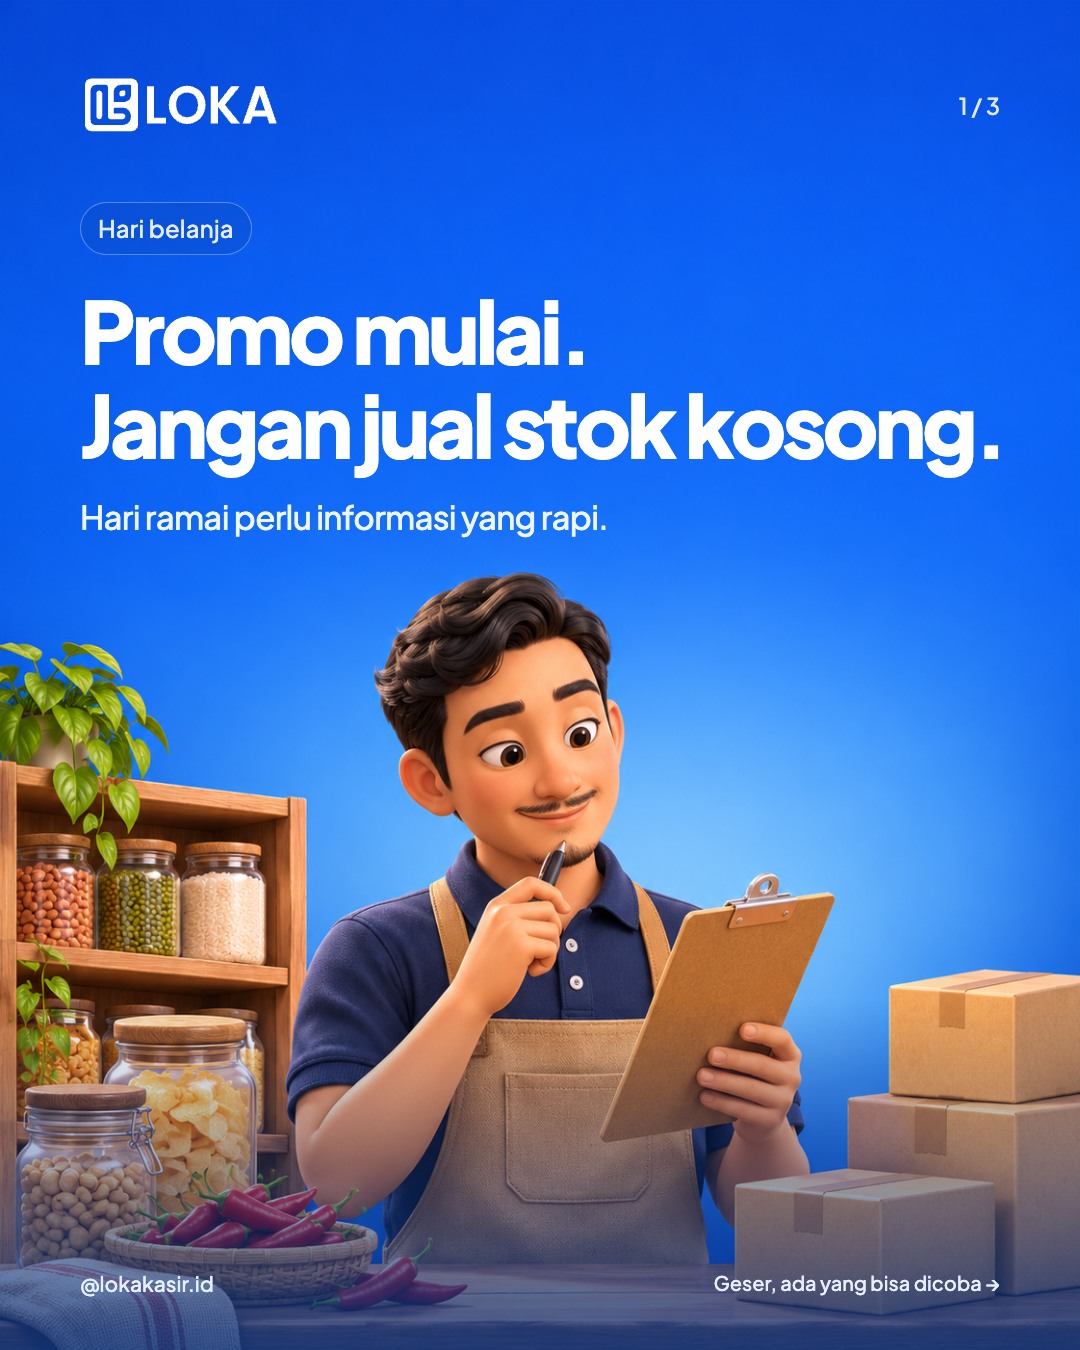 LOKA
1/3
Hari belanja
Promo mulai.
Jangan jual stok kosong.
Hari ramai perlu informasi yang rapi.
@lokakasir.id
Geser, ada yang bisa dicoba →